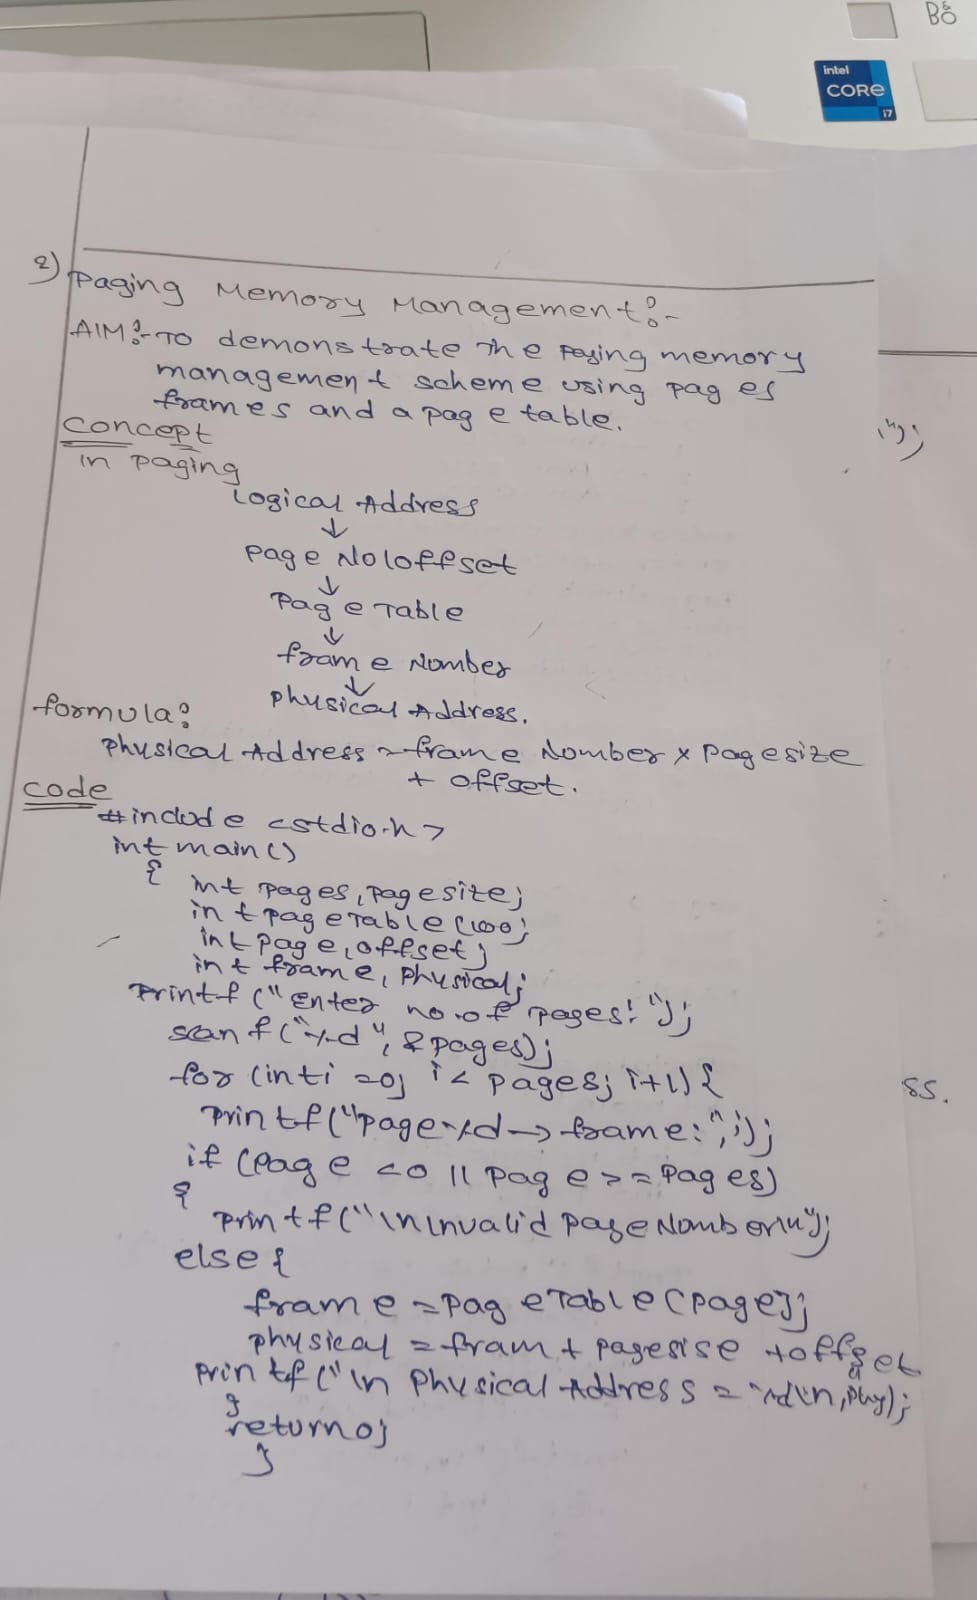 Bố
intel
CORE
i7
2) Paging Memory Management:-
AIM:- To demonstrate the paging memory
management scheme using pages
frames and a page table.
");
Concept
in paging
Logical Address
↓
Page No|offset
↓
Page Table
↓
frame Number
↓
Physical Address.
formula:
Physical Address = frame Number x Pagesize
+ offset.
code
#include <stdio.h>
int main()
{ int pages, pagesize;
int pageTable[100;
int page, offset;
int frame, physical;
Printf ("Enter no.of pages: ");
scanf ("%d", &pages);
for (int i =0; i < pages; i++) {
ss.
Printf("page %d -> frame:", i);
if (page <0 || page >= Pages)
{
Printf("\nInvalid page Number\n");
else {
frame = PageTable[page];
physical = fram + pagesise +offset
Printf ("\n Physical Address = %d\n, phy);
}
return 0;
}